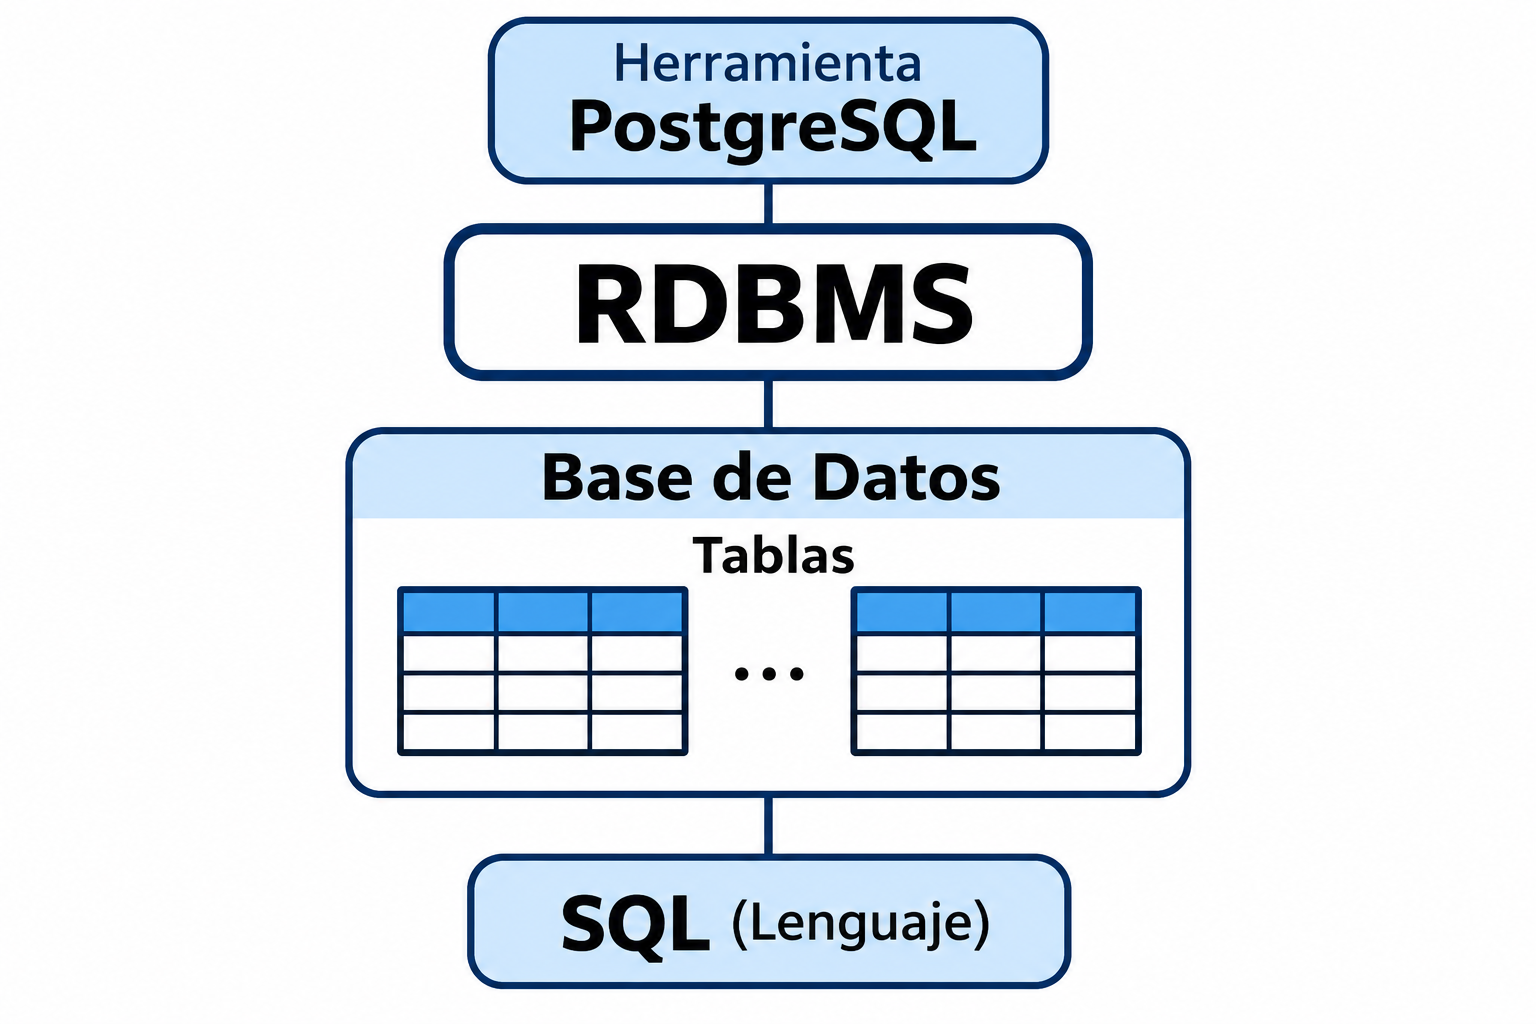 Herramienta
PostgreSQL
RDBMS
Base de Datos
Tablas
...
SQL (Lenguaje)